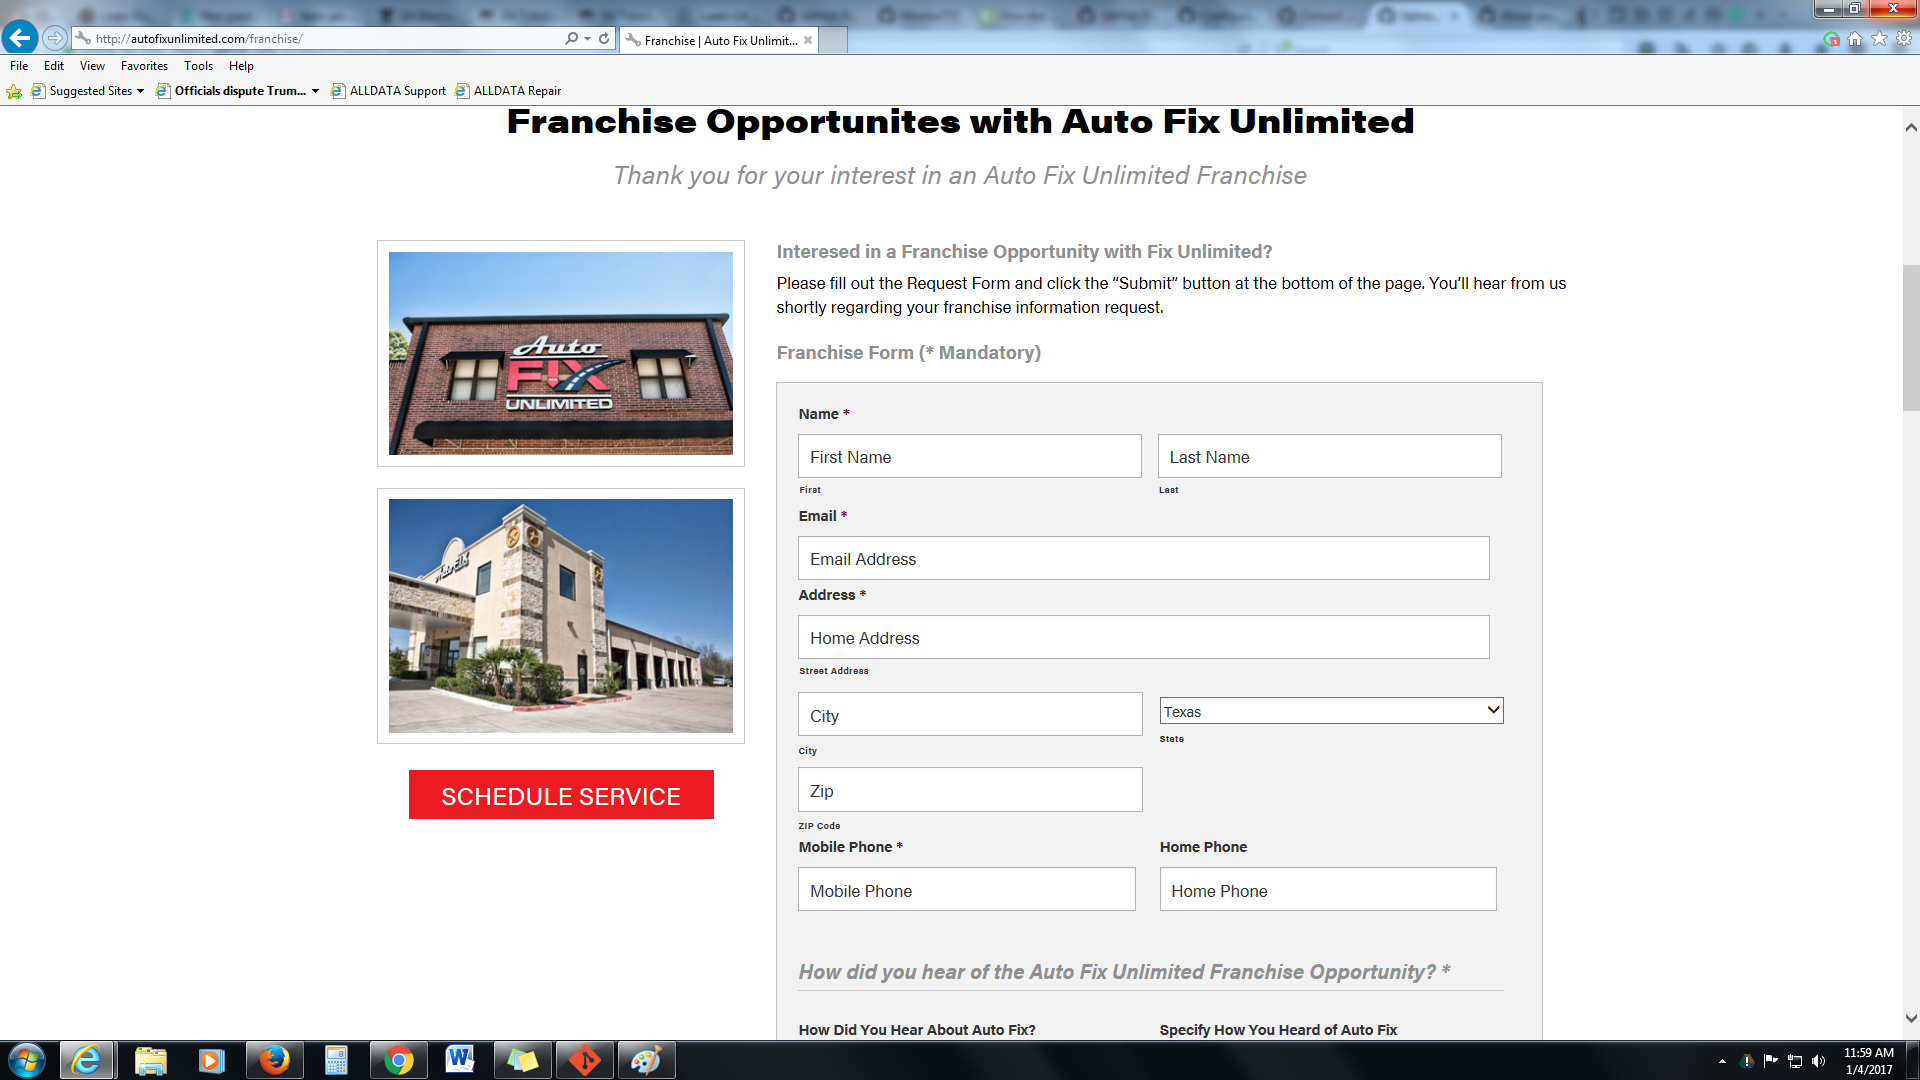 http://autofixunlimited.com/franchise/
Franchise | Auto Fix Unlimit...
File Edit View Favorites Tools Help
Suggested Sites Officials dispute Trum... ALLDATA Support ALLDATA Repair
Franchise Opportunites with Auto Fix Unlimited
Thank you for your interest in an Auto Fix Unlimited Franchise
Auto
FIX
UNLIMITED
Interesed in a Franchise Opportunity with Fix Unlimited?
Please fill out the Request Form and click the “Submit” button at the bottom of the page. You’ll hear from us
shortly regarding your franchise information request.
Franchise Form (* Mandatory)
Name *
First Name Last Name
First Last
Email *
Email Address
Address *
Home Address
Street Address
City Texas
City State
Zip
ZIP Code
Mobile Phone * Home Phone
Mobile Phone Home Phone
SCHEDULE SERVICE
How did you hear of the Auto Fix Unlimited Franchise Opportunity? *
How Did You Hear About Auto Fix? Specify How You Heard of Auto Fix
11:59 AM
1/4/2017